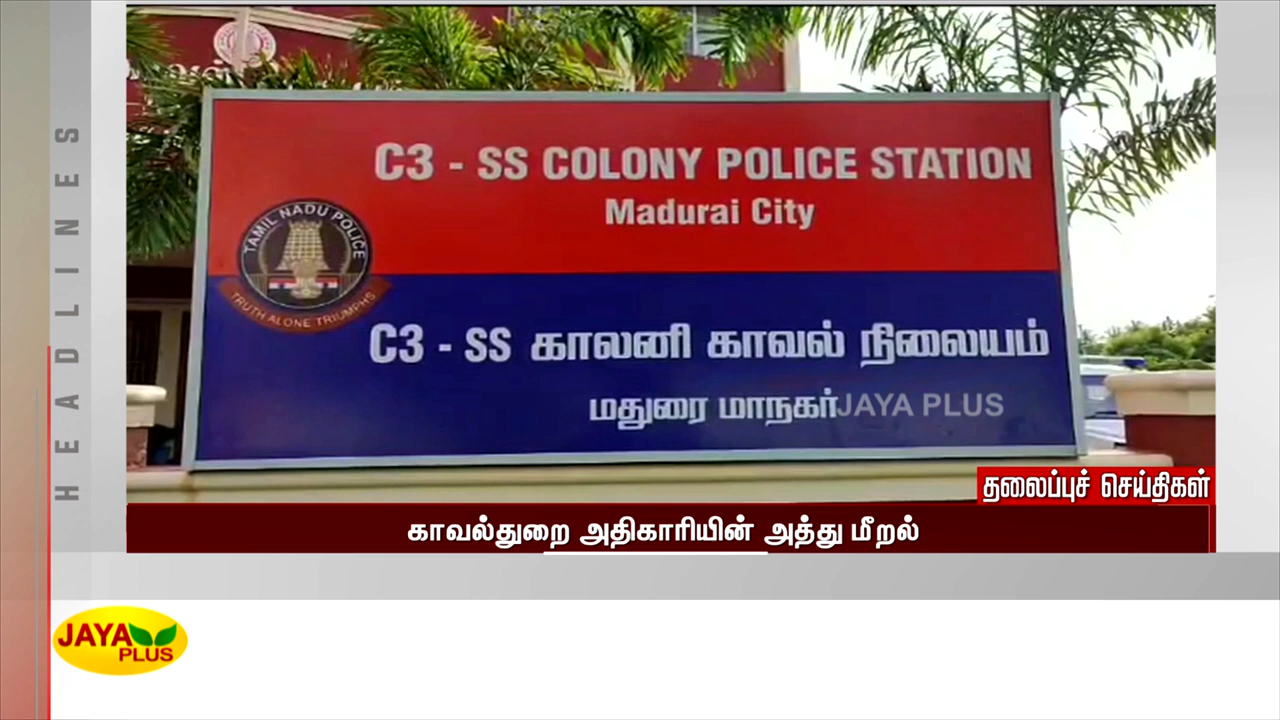 HEADLINES
C3 - SS COLONY POLICE STATION
Madurai City
TAMIL NADU POLICE
TRUTH ALONE TRIUMPHS
C3 - SS காலனி காவல் நிலையம்
மதுரை மாநகர்
JAYA PLUS
தலைப்புச் செய்திகள்
காவல்துறை அதிகாரியின் அத்து மீறல்
JAYA
PLUS